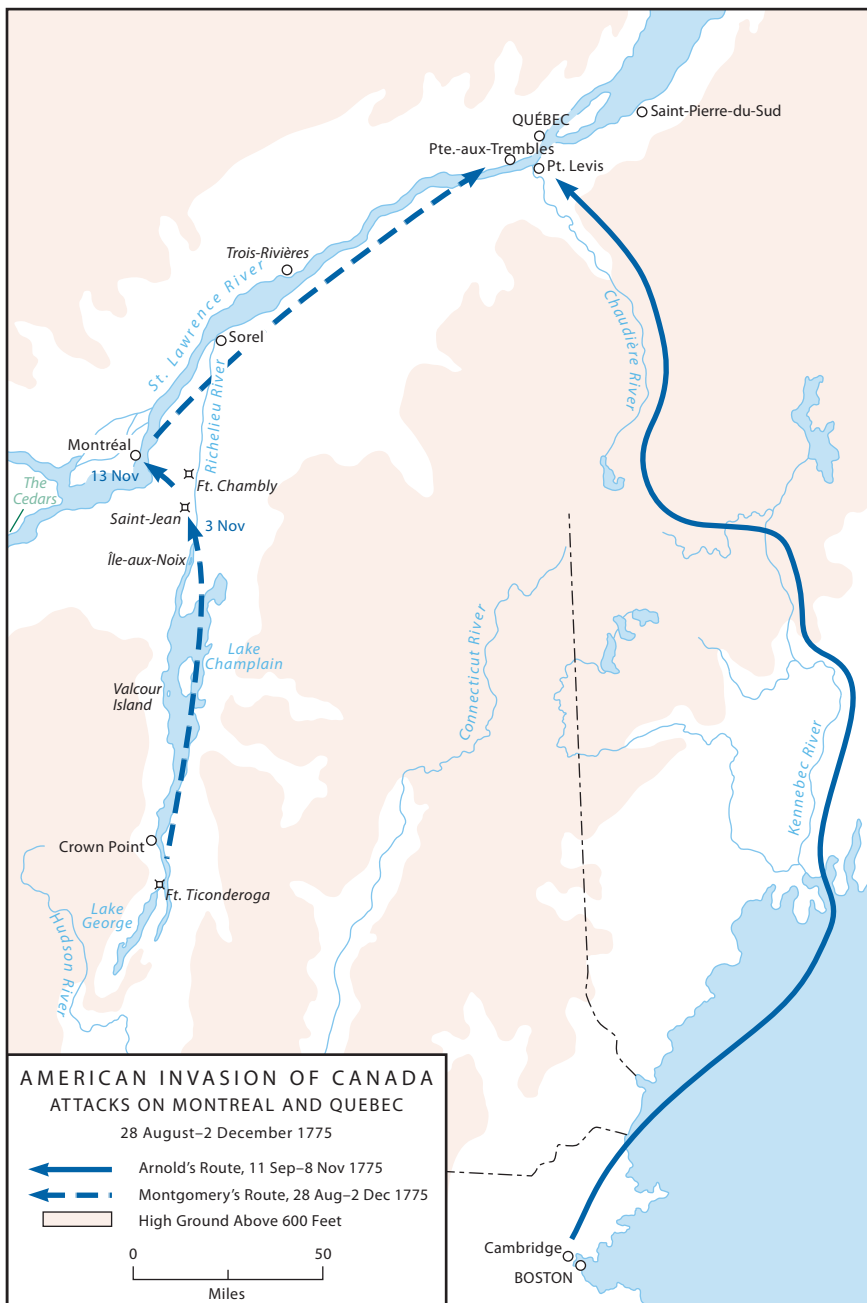 QUÉBEC
Saint-Pierre-du-Sud
Pte.-aux-Trembles
Pt. Levis
Trois-Rivières
St. Lawrence River
Chaudière River
Sorel
Richelieu River
Montréal
13 Nov
Ft. Chambly
The
Cedars
Saint-Jean
3 Nov
Île-aux-Noix
Connecticut River
Lake
Champlain
Valcour
Island
Kennebec River
Crown Point
Ft. Ticonderoga
Lake
George
Hudson River
AMERICAN INVASION OF CANADA
ATTACKS ON MONTREAL AND QUEBEC
28 August–2 December 1775
Arnold's Route, 11 Sep–8 Nov 1775
Montgomery's Route, 28 Aug–2 Dec 1775
High Ground Above 600 Feet
0 50
Miles
Cambridge
BOSTON